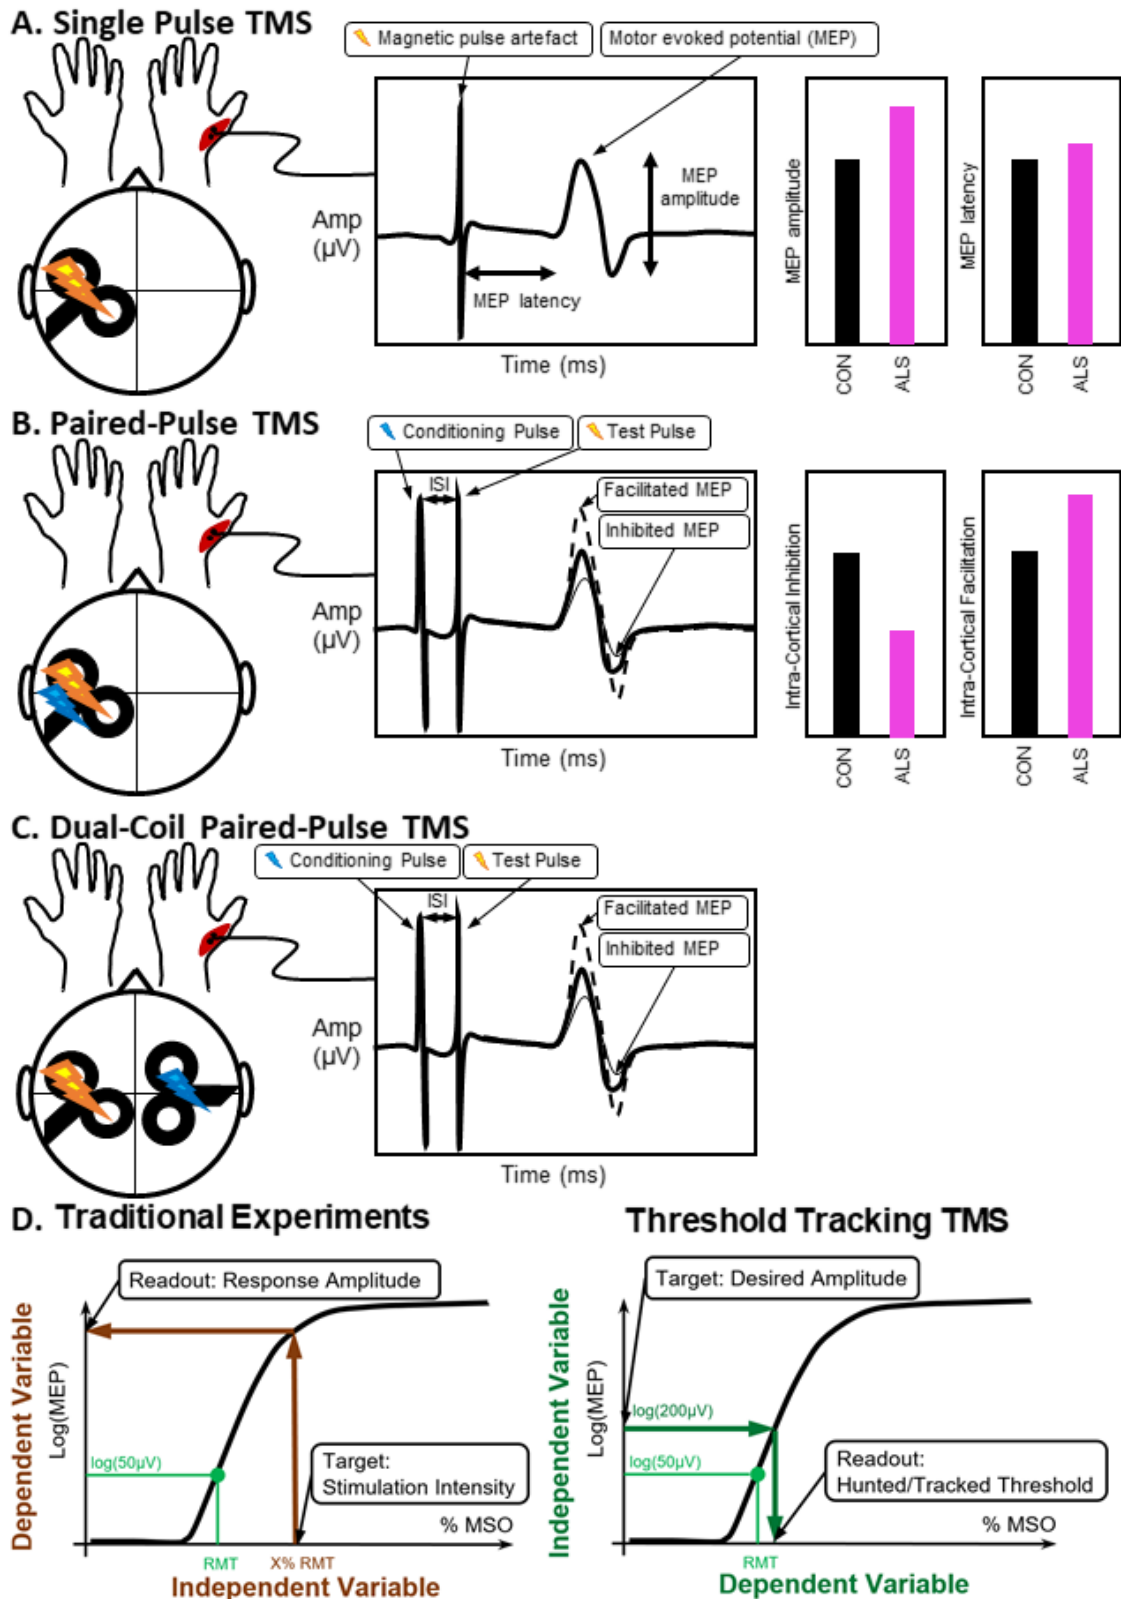 A. Single Pulse TMS
Magnetic pulse artefact
Motor evoked potential (MEP)
Amp
(µV)
MEP
amplitude
MEP latency
Time (ms)
MEP amplitude
CON
ALS
MEP latency
CON
ALS
B. Paired-Pulse TMS
Conditioning Pulse
Test Pulse
ISI
Facilitated MEP
Inhibited MEP
Amp
(µV)
Time (ms)
Intra-Cortical Inhibition
CON
ALS
Intra-Cortical Facilitation
CON
ALS
C. Dual-Coil Paired-Pulse TMS
Conditioning Pulse
Test Pulse
ISI
Facilitated MEP
Inhibited MEP
Amp
(µV)
Time (ms)
D. Traditional Experiments
Readout: Response Amplitude
Dependent Variable
Log(MEP)
log(50µV)
Target:
Stimulation Intensity
% MSO
RMT
X% RMT
Independent Variable
Threshold Tracking TMS
Target: Desired Amplitude
Independent Variable
Log(MEP)
log(200µV)
log(50µV)
Readout:
Hunted/Tracked Threshold
% MSO
RMT
Dependent Variable